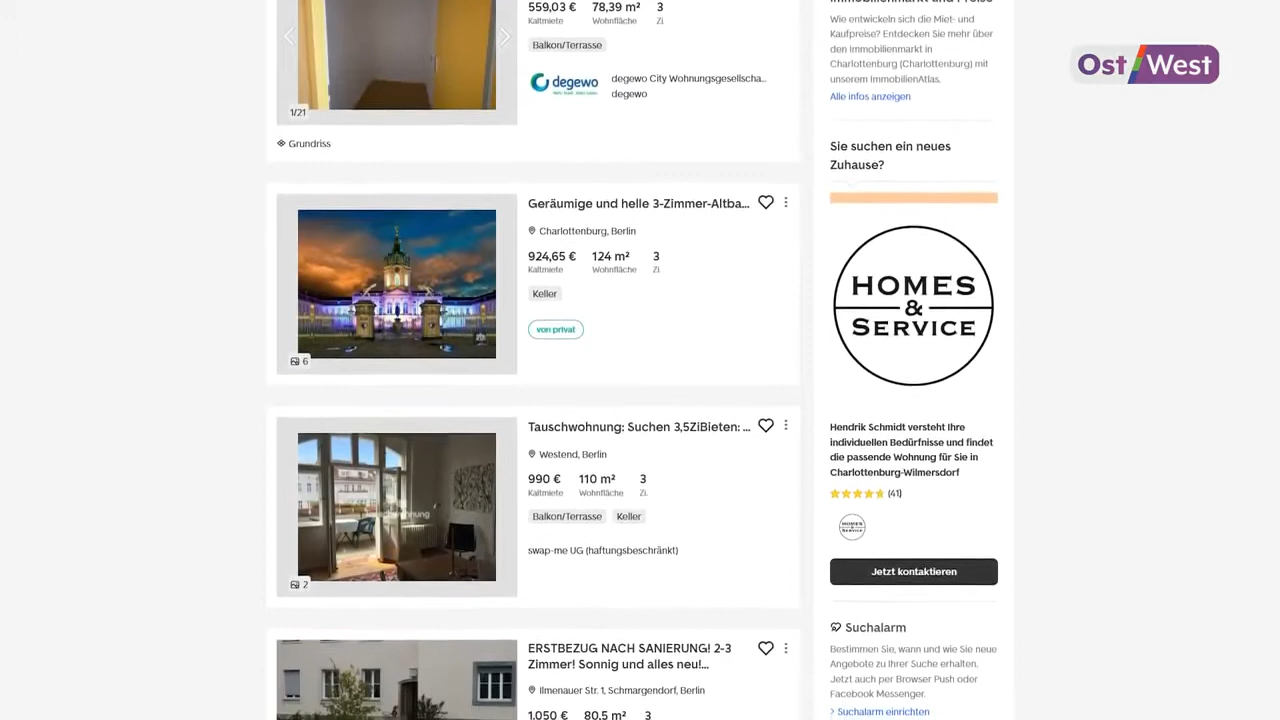 559,03 €
78,39 m²
3
Kaltmiete
Wohnfläche
Zi.
Balkon/Terrasse
degewo
degewo City Wohnungsgesellscha...
degewo
1/21
Grundriss
Geräumige und helle 3-Zimmer-Altba...
Charlottenburg, Berlin
924,65 €
124 m²
3
Kaltmiete
Wohnfläche
Zi.
Keller
von privat
6
Tauschwohnung: Suchen 3,5ZiBieten: ...
Westend, Berlin
990 €
110 m²
3
Kaltmiete
Wohnfläche
Zi.
Balkon/Terrasse
Keller
swap-me UG (haftungsbeschränkt)
2
ERSTBEZUG NACH SANIERUNG! 2-3
Zimmer! Sonnig und alles neu!...
Ilmenauer Str. 1, Schmargendorf, Berlin
1.050 €
80,5 m²
3
Immobilienmarkt und Preise
Wie entwickeln sich die Miet- und
Kaufpreise? Entdecken Sie mehr über
den Immobilienmarkt in
Charlottenburg (Charlottenburg) mit
unserem ImmobilienAtlas.
Alle infos anzeigen
Sie suchen ein neues
Zuhause?
HOMES
&
SERVICE
Hendrik Schmidt versteht Ihre
individuellen Bedürfnisse und findet
die passende Wohnung für Sie in
Charlottenburg-Wilmersdorf
(41)
HOMES
&
SERVICE
Jetzt kontaktieren
Suchalarm
Bestimmen Sie, wann und wie Sie neue
Angebote zu Ihrer Suche erhalten.
Jetzt auch per Browser Push oder
Facebook Messenger.
Suchalarm einrichten
Ost West